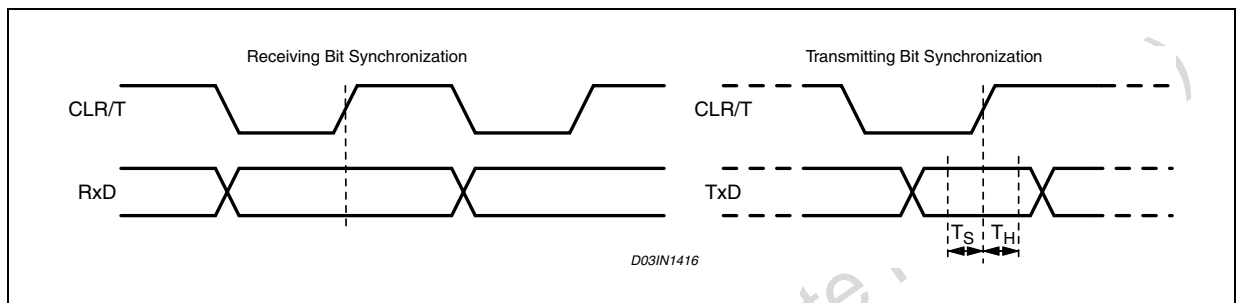 Receiving Bit Synchronization
Transmitting Bit Synchronization
CLR/T
CLR/T
RxD
TxD
TS
TH
D03IN1416